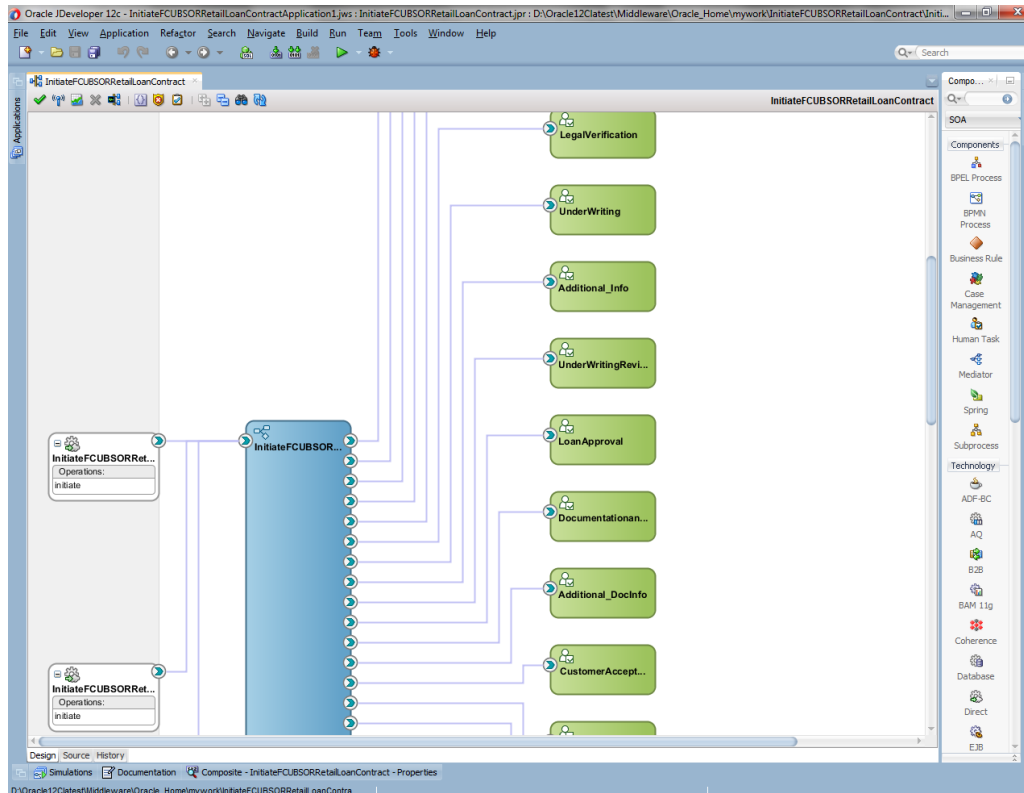 Oracle JDeveloper 12c - InitiateFCUBSORRetailLoanContractApplication1.jws : InitiateFCUBSORRetailLoanContract.jpr : D:\Oracle12Clatest\Middleware\Oracle_Home\mywork\InitiateFCUBSORRetailLoanContract\Initi...
File Edit View Application Refactor Search Navigate Build Run Team Tools Window Help
Search
InitiateFCUBSORRetailLoanContract
Compo...
Applications
InitiateFCUBSORRetailLoanContract
SOA
Components
BPEL Process
BPMN
Process
Business Rule
Case
Management
Human Task
Mediator
Spring
Subprocess
Technology
ADF-BC
AQ
B2B
BAM 11g
Coherence
Database
Direct
EJB
LegalVerification
UnderWriting
Additional_Info
UnderWritingRevi...
LoanApproval
Documentationan...
Additional_DocInfo
CustomerAccept...
InitiateFCUBSOR...
InitiateFCUBSORRet...
Operations:
initiate
InitiateFCUBSORRet...
Operations:
initiate
Design Source History
Simulations Documentation Composite - InitiateFCUBSORRetailLoanContract - Properties
D:\Oracle12Clatest\Middleware\Oracle_Home\mywork\InitiateFCUBSORRetailLoanContra